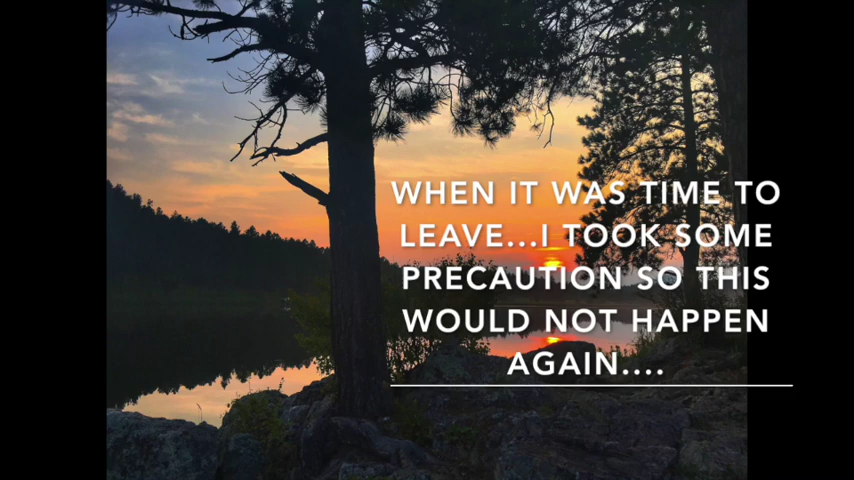 WHEN IT WAS TIME TO
LEAVE...I TOOK SOME
PRECAUTION SO THIS
WOULD NOT HAPPEN
AGAIN....